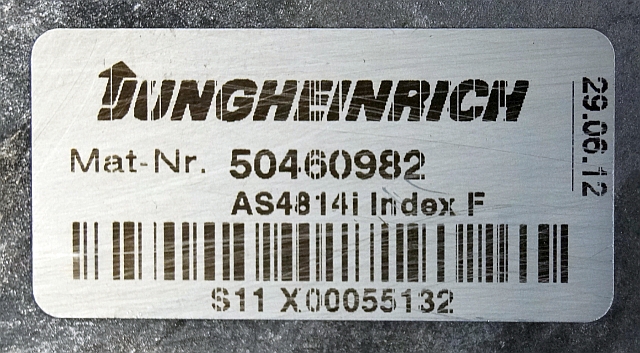 JUNGHEINRICH
Mat-Nr. 50460982
AS4814i Index F
S11 X00055132
29.06.12